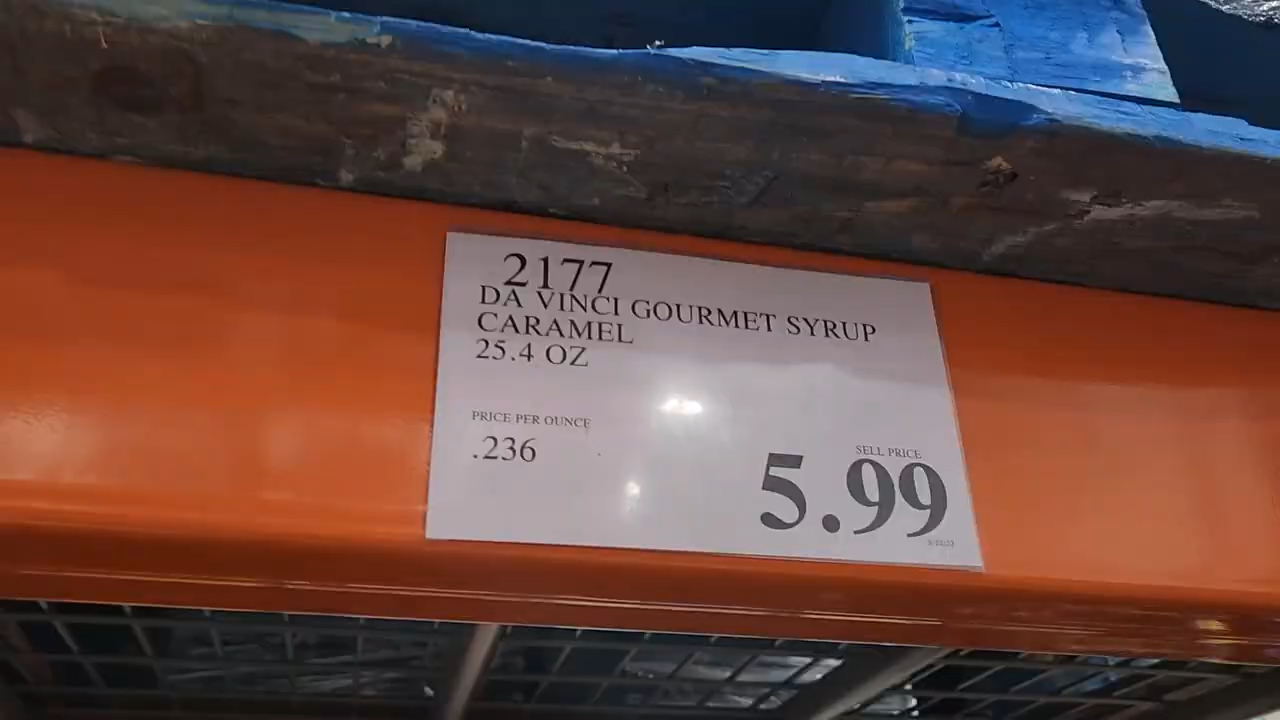 2177
DA VINCI GOURMET SYRUP
CARAMEL
25.4 OZ
PRICE PER OUNCE
.236
SELL PRICE
5.99